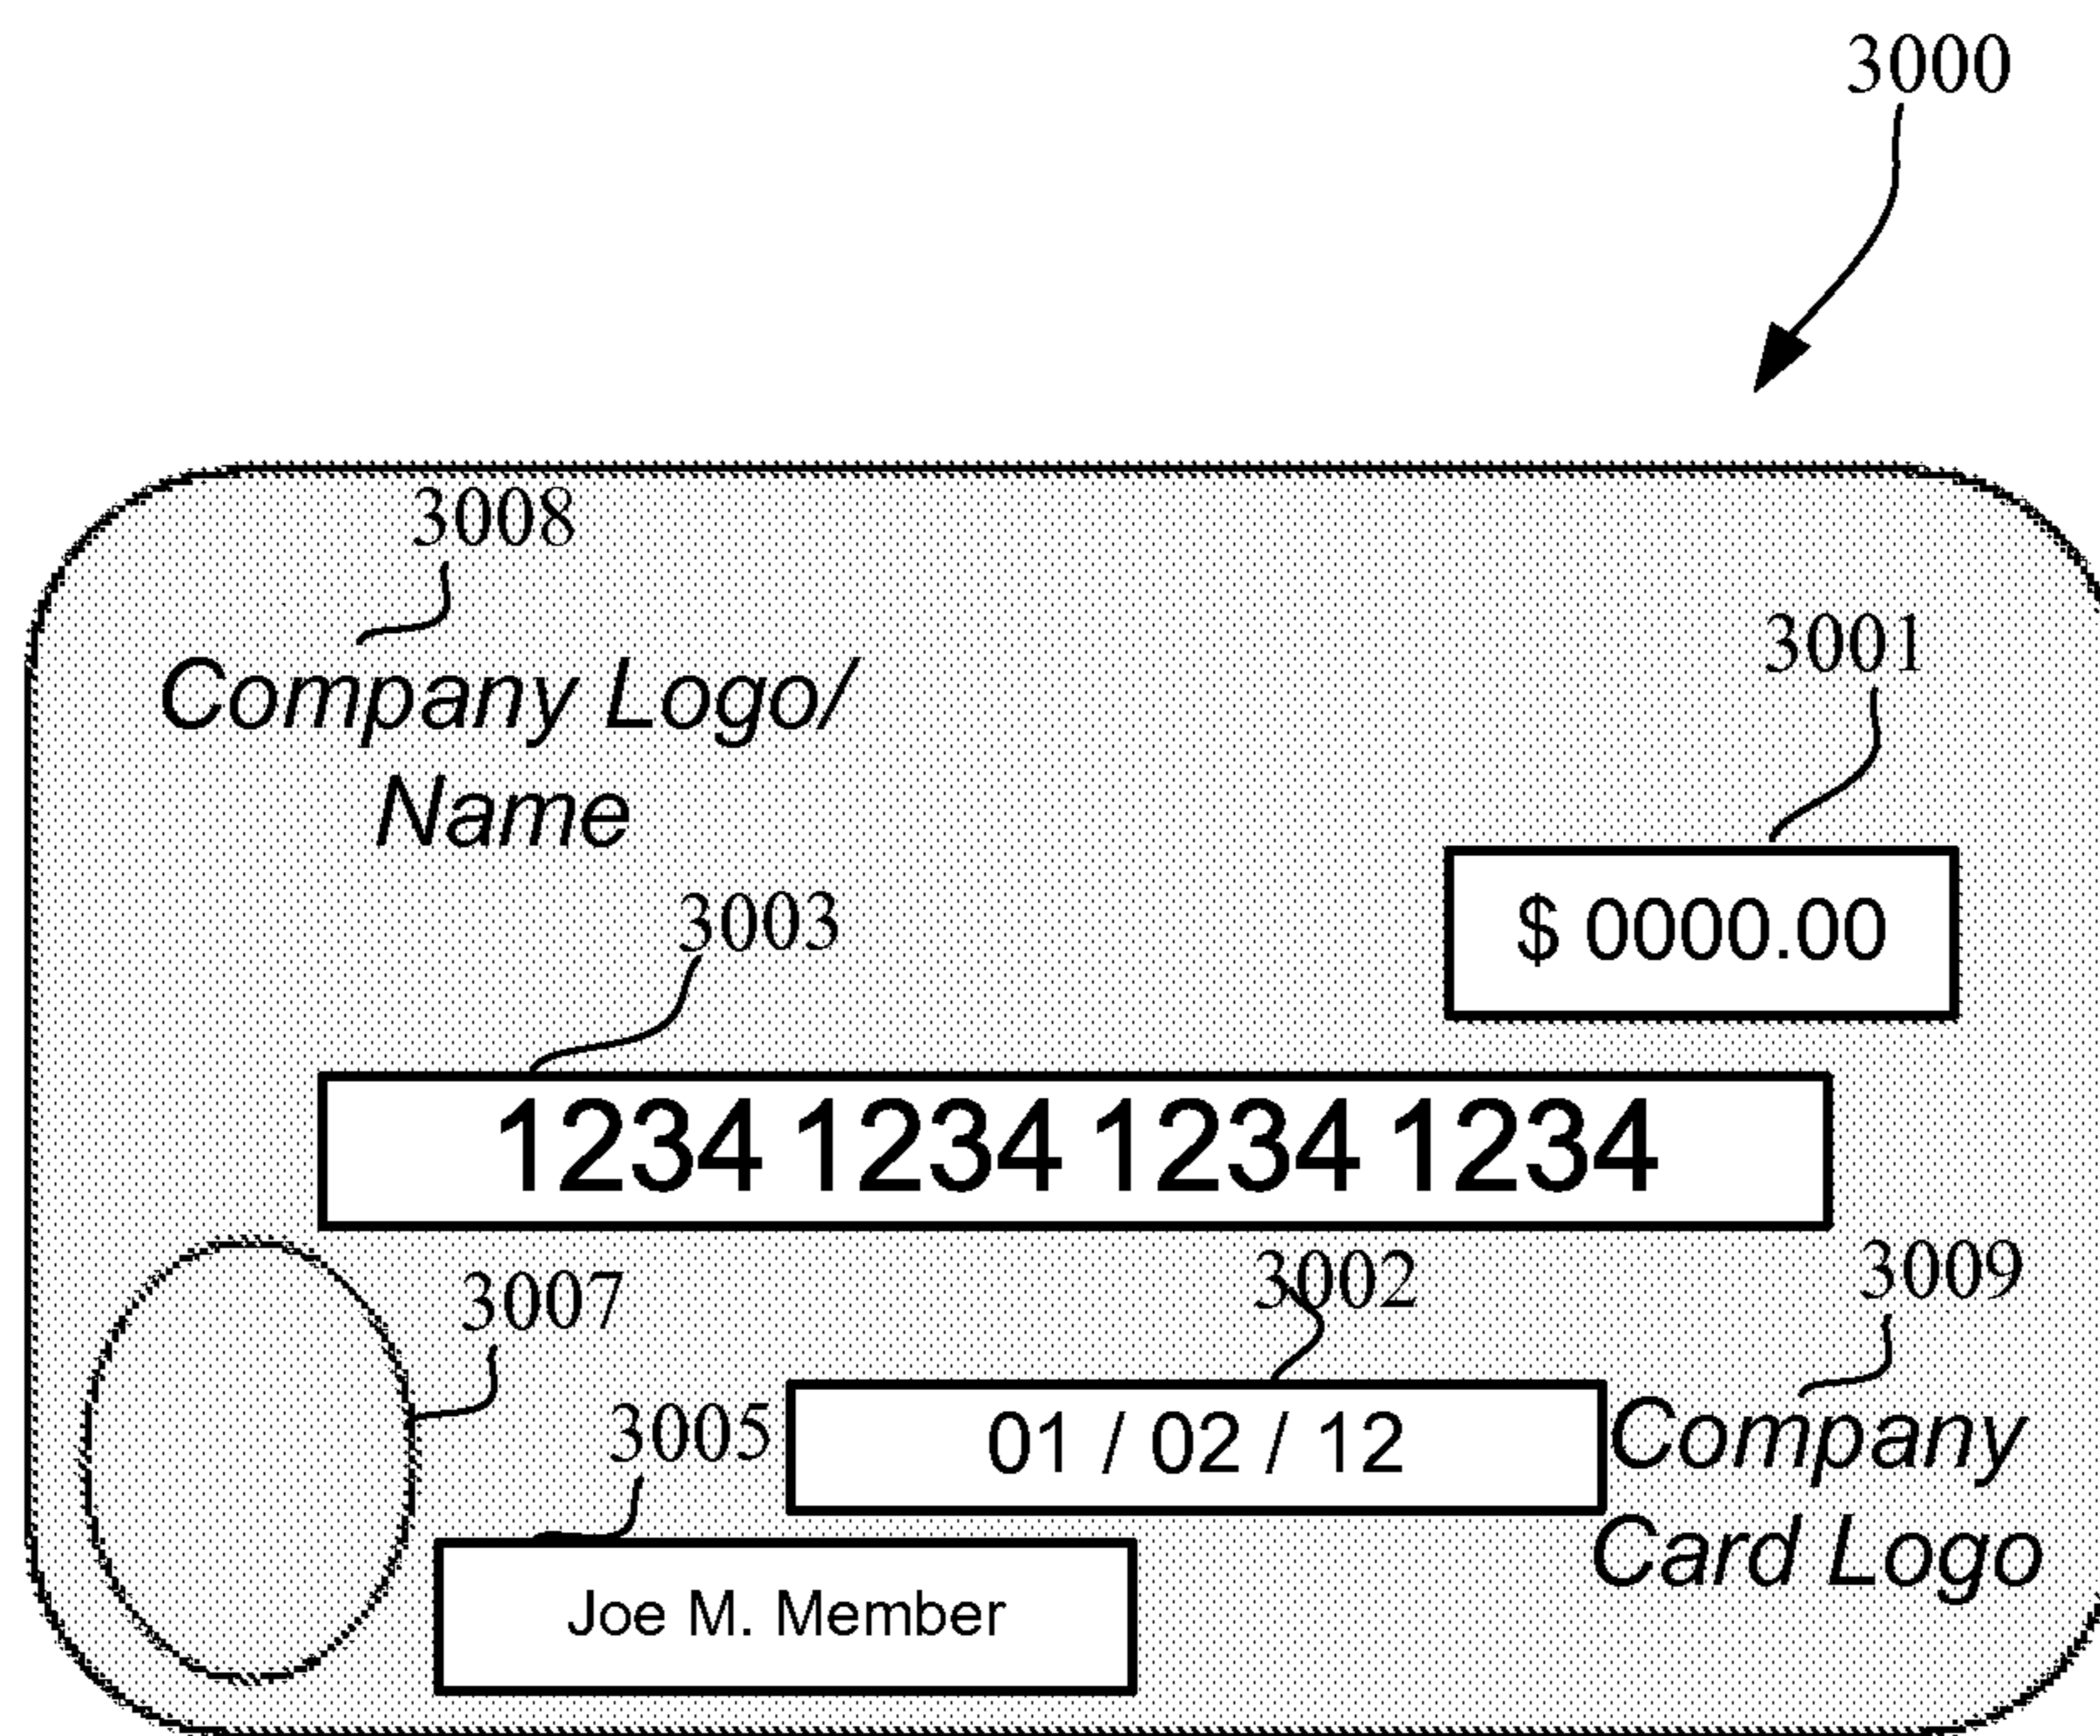 3000
3008
3001
Company Logo/
Name
3003
$ 0000.00
1234 1234 1234 1234
3002
3009
3007
3005
01 / 02 / 12
Company
Card Logo
Joe M. Member